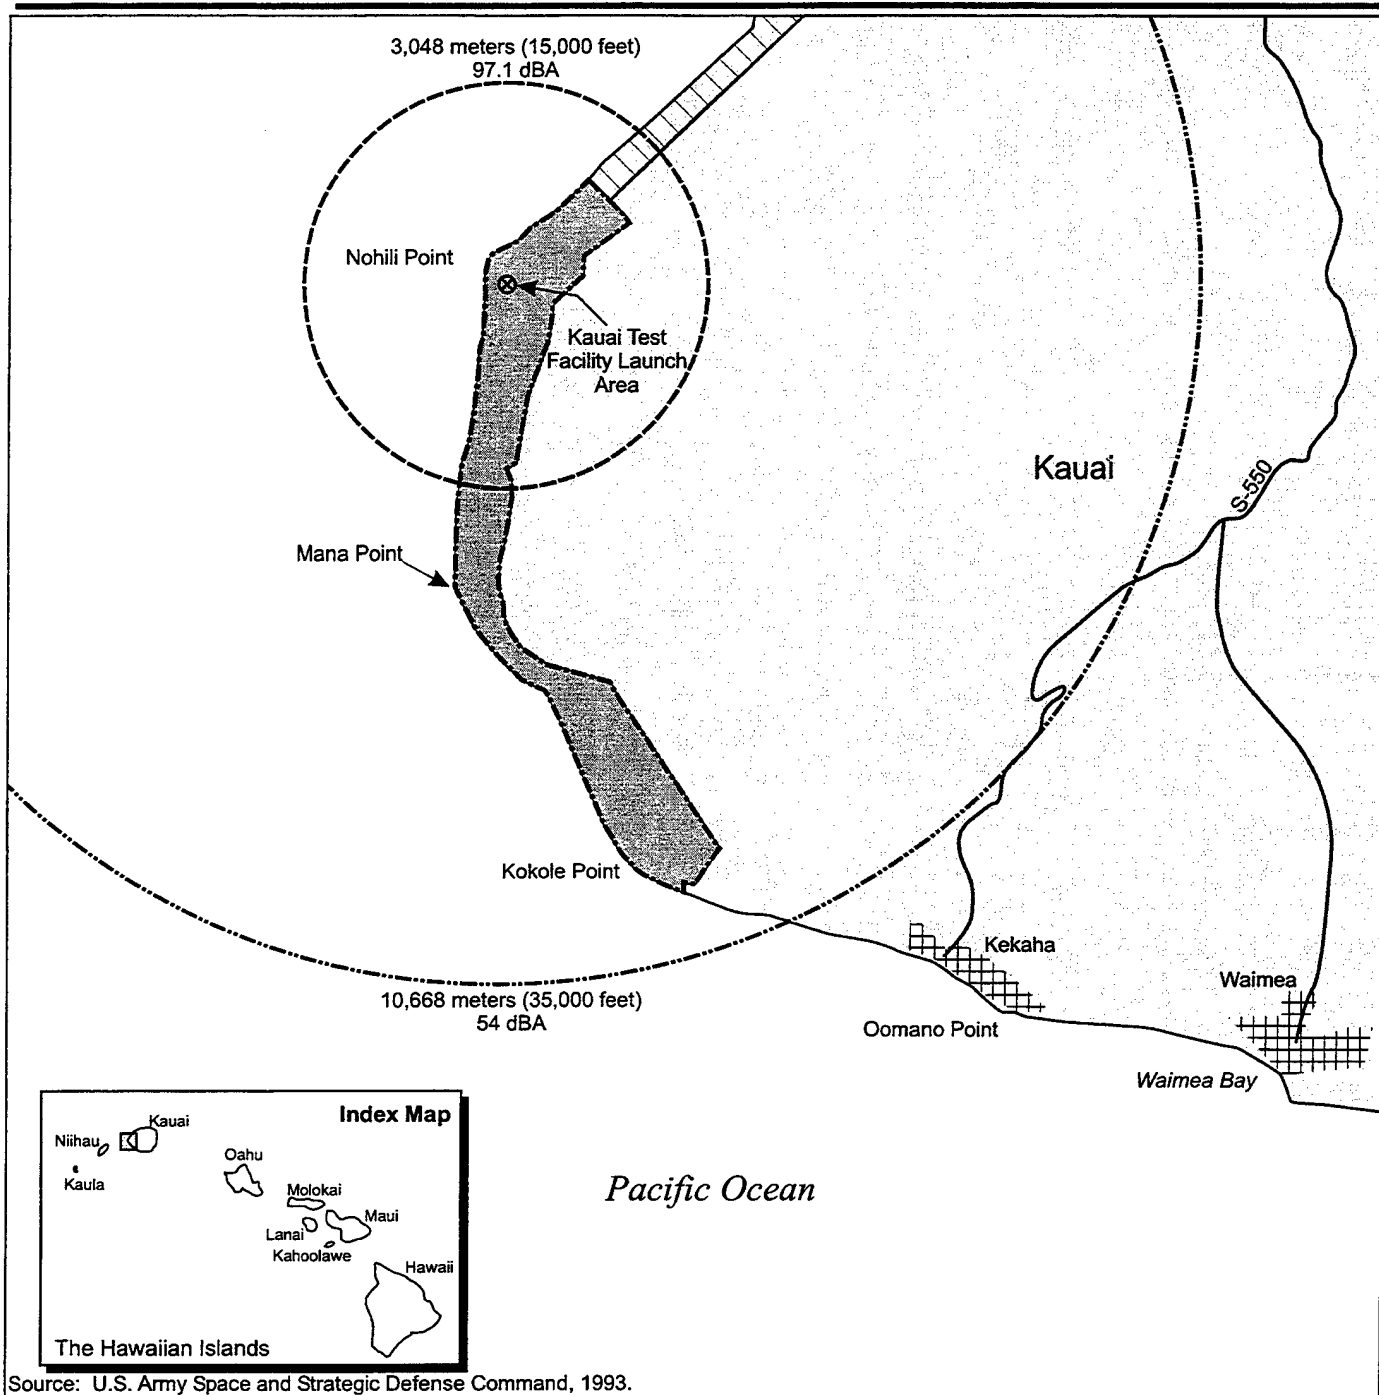 3,048 meters (15,000 feet)
97.1 dBA
Nohili Point
Kauai Test
Facility Launch
Area
Kauai
S-550
Mana Point
Kokole Point
Kekaha
Waimea
10,668 meters (35,000 feet)
54 dBA
Oomano Point
Waimea Bay
Index Map
Kauai
Niihau
Kaula
Oahu
Molokai
Maui
Lanai
Kahoolawe
Hawaii
The Hawaiian Islands
Pacific Ocean
Source: U.S. Army Space and Strategic Defense Command, 1993.